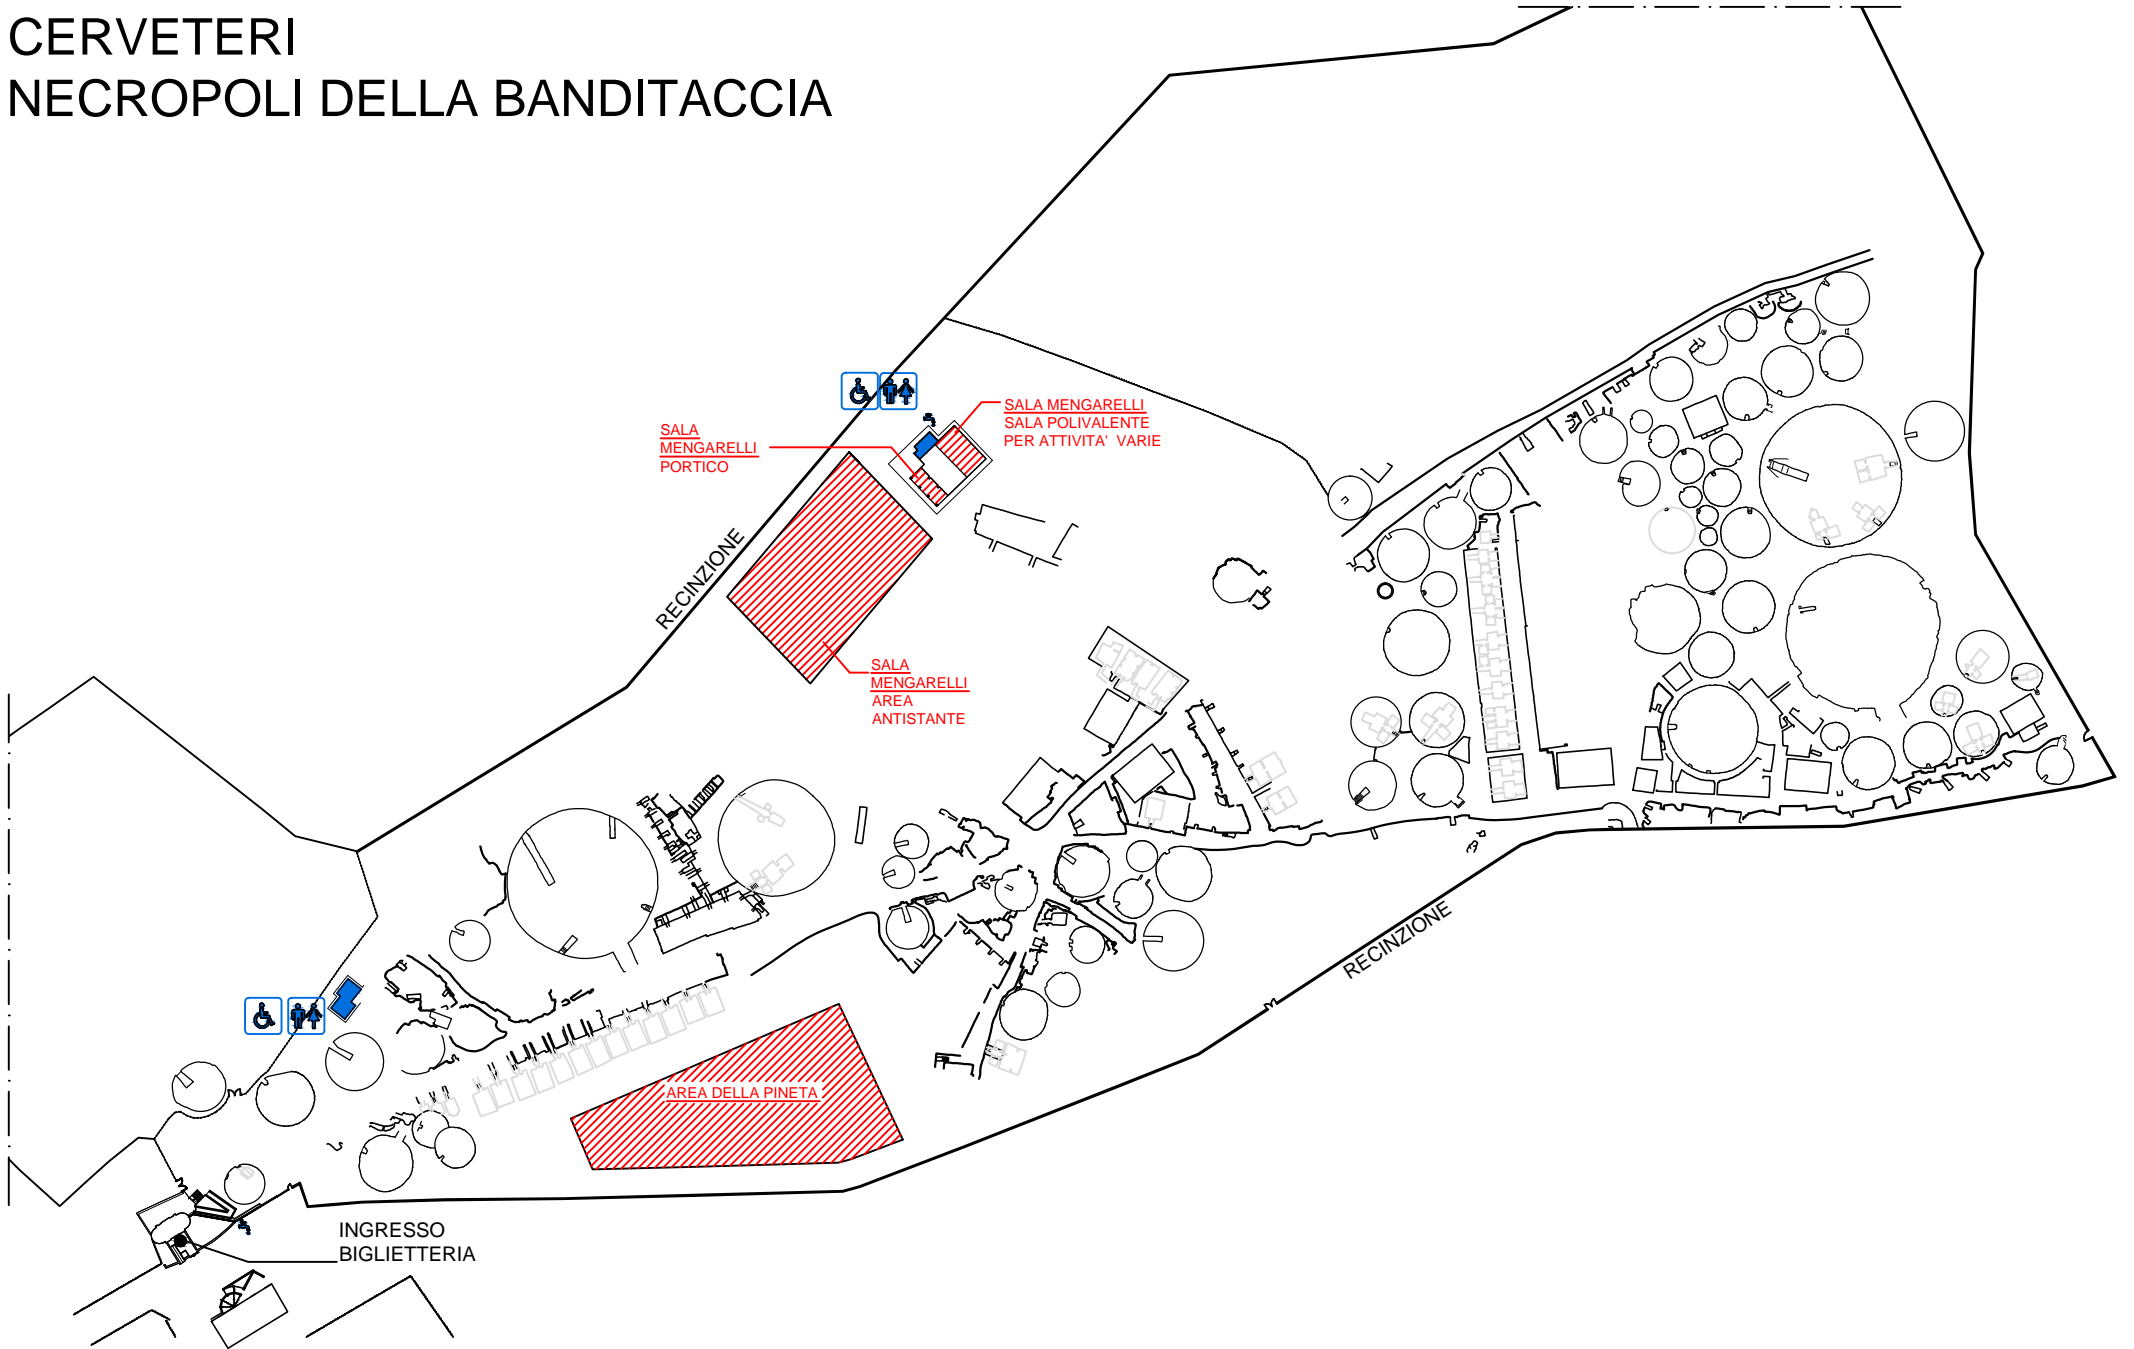 CERVETERI
NECROPOLI DELLA BANDITACCIA
SALA MENGARELLI
SALA POLIVALENTE
PER ATTIVITA' VARIE
SALA
MENGARELLI
PORTICO
RECINZIONE
SALA
MENGARELLI
AREA
ANTISTANTE
RECINZIONE
AREA DELLA PINETA
INGRESSO
BIGLIETTERIA